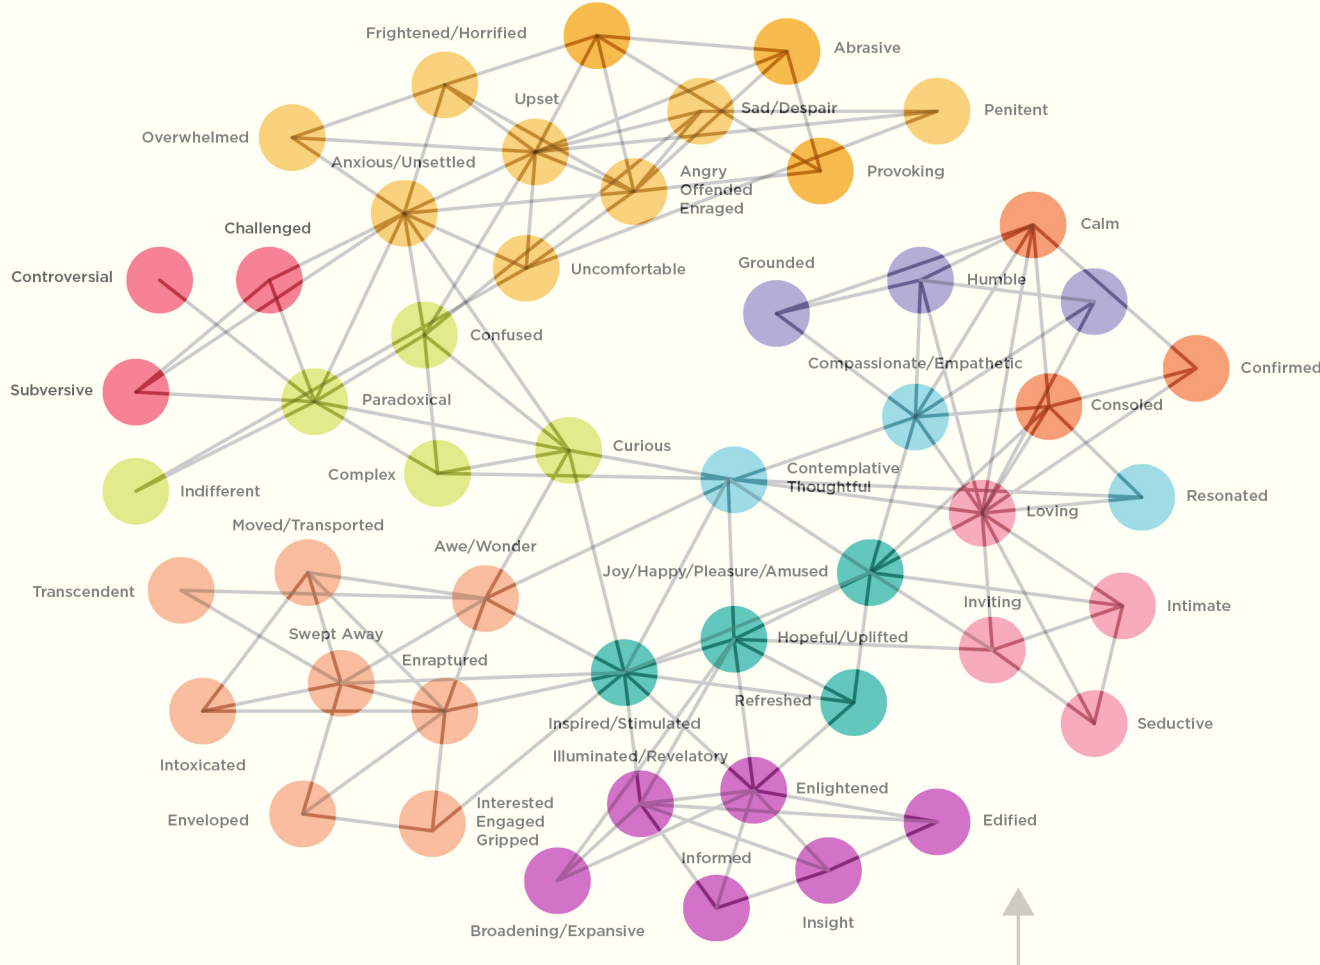 Frightened/Horrified
Abrasive
Upset
Sad/Despair
Penitent
Overwhelmed
Anxious/Unsettled
Angry
Offended
Enraged
Provoking
Challenged
Calm
Controversial
Uncomfortable
Grounded
Humble
Confused
Compassionate/Empathetic
Confirmed
Subversive
Paradoxical
Consoled
Curious
Complex
Indifferent
Contemplative
Thoughtful
Resonated
Loving
Moved/Transported
Awe/Wonder
Transcendent
Joy/Happy/Pleasure/Amused
Inviting
Intimate
Swept Away
Hopeful/Uplifted
Enraptured
Refreshed
Inspired/Stimulated
Seductive
Intoxicated
Illuminated/Revelatory
Enlightened
Enveloped
Interested
Engaged
Gripped
Edified
Informed
Insight
Broadening/Expansive